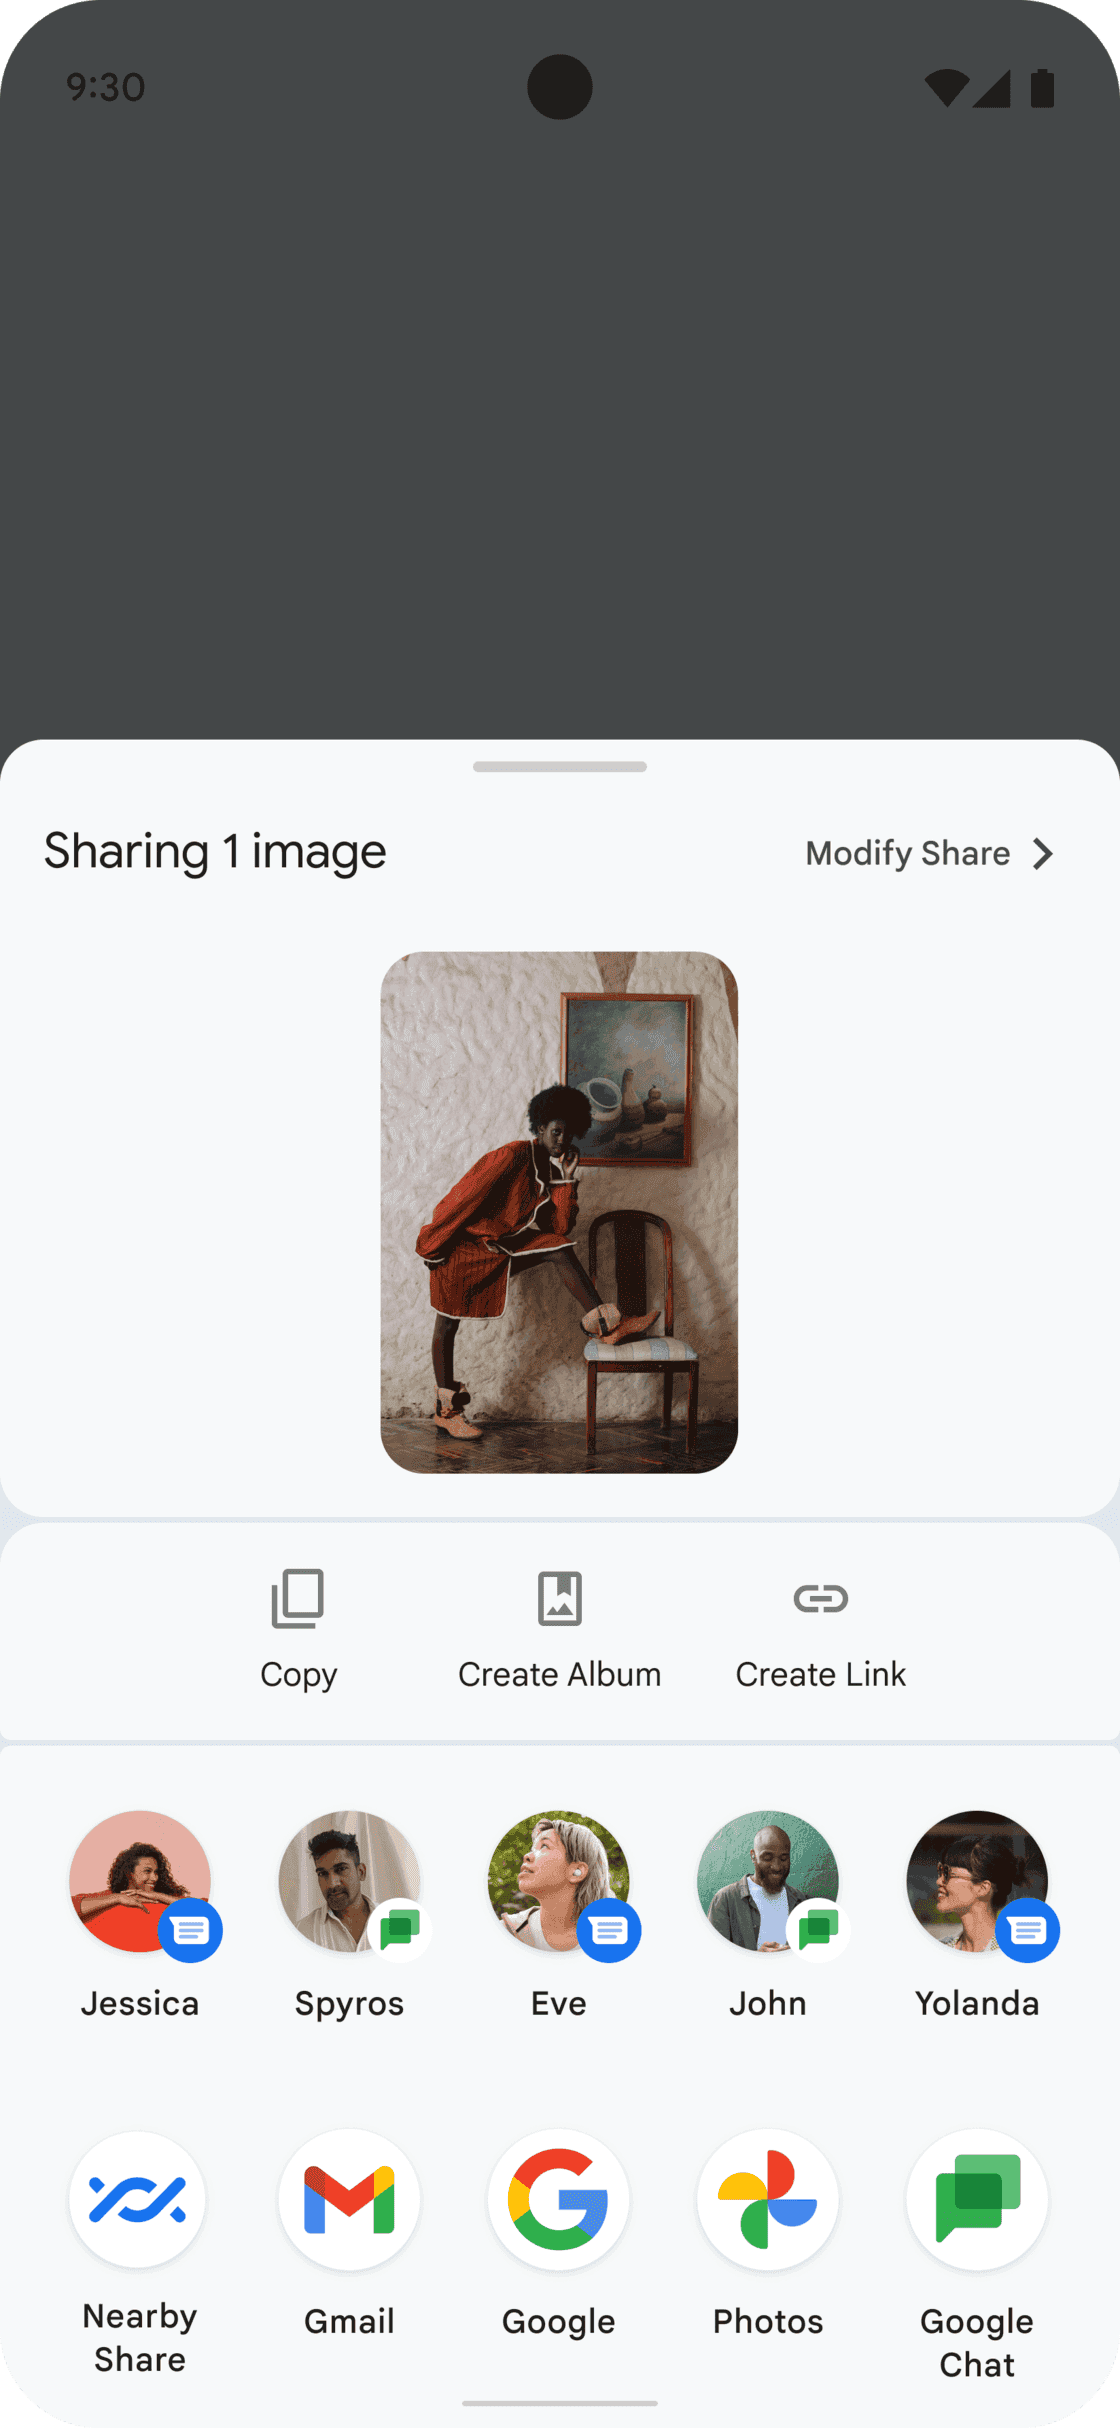 9:30
Sharing 1 image
Modify Share
Copy
Create Album
Create Link
Jessica
Spyros
Eve
John
Yolanda
Nearby
Share
Gmail
Google
Photos
Google
Chat